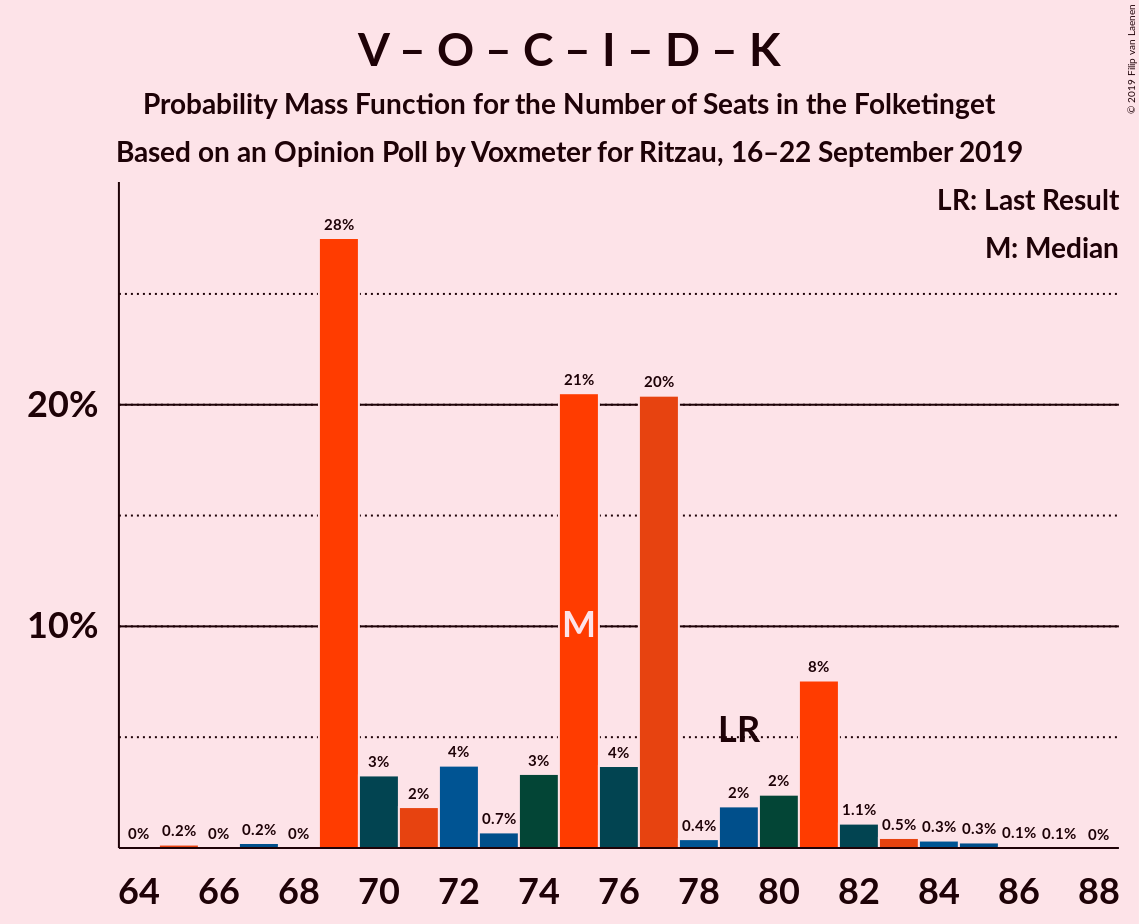 V – O – C – I – D – K
Probability Mass Function for the Number of Seats in the Folketinget
Based on an Opinion Poll by Voxmeter for Ritzau, 16–22 September 2019
© 2019 Filip van Laenen
LR: Last Result
M: Median
20%
10%
0% 0.2% 0% 0.2% 0% 28% 3% 2% 4% 0.7% 3% 21% 4% 20% 0.4% 2% 2% 8% 1.1% 0.5% 0.3% 0.3% 0.1% 0.1% 0%
M
LR
64 66 68 70 72 74 76 78 80 82 84 86 88